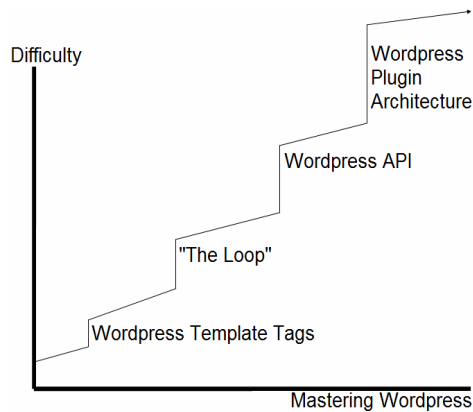 Difficulty
Wordpress
Plugin
Architecture
Wordpress API
"The Loop"
Wordpress Template Tags
Mastering Wordpress